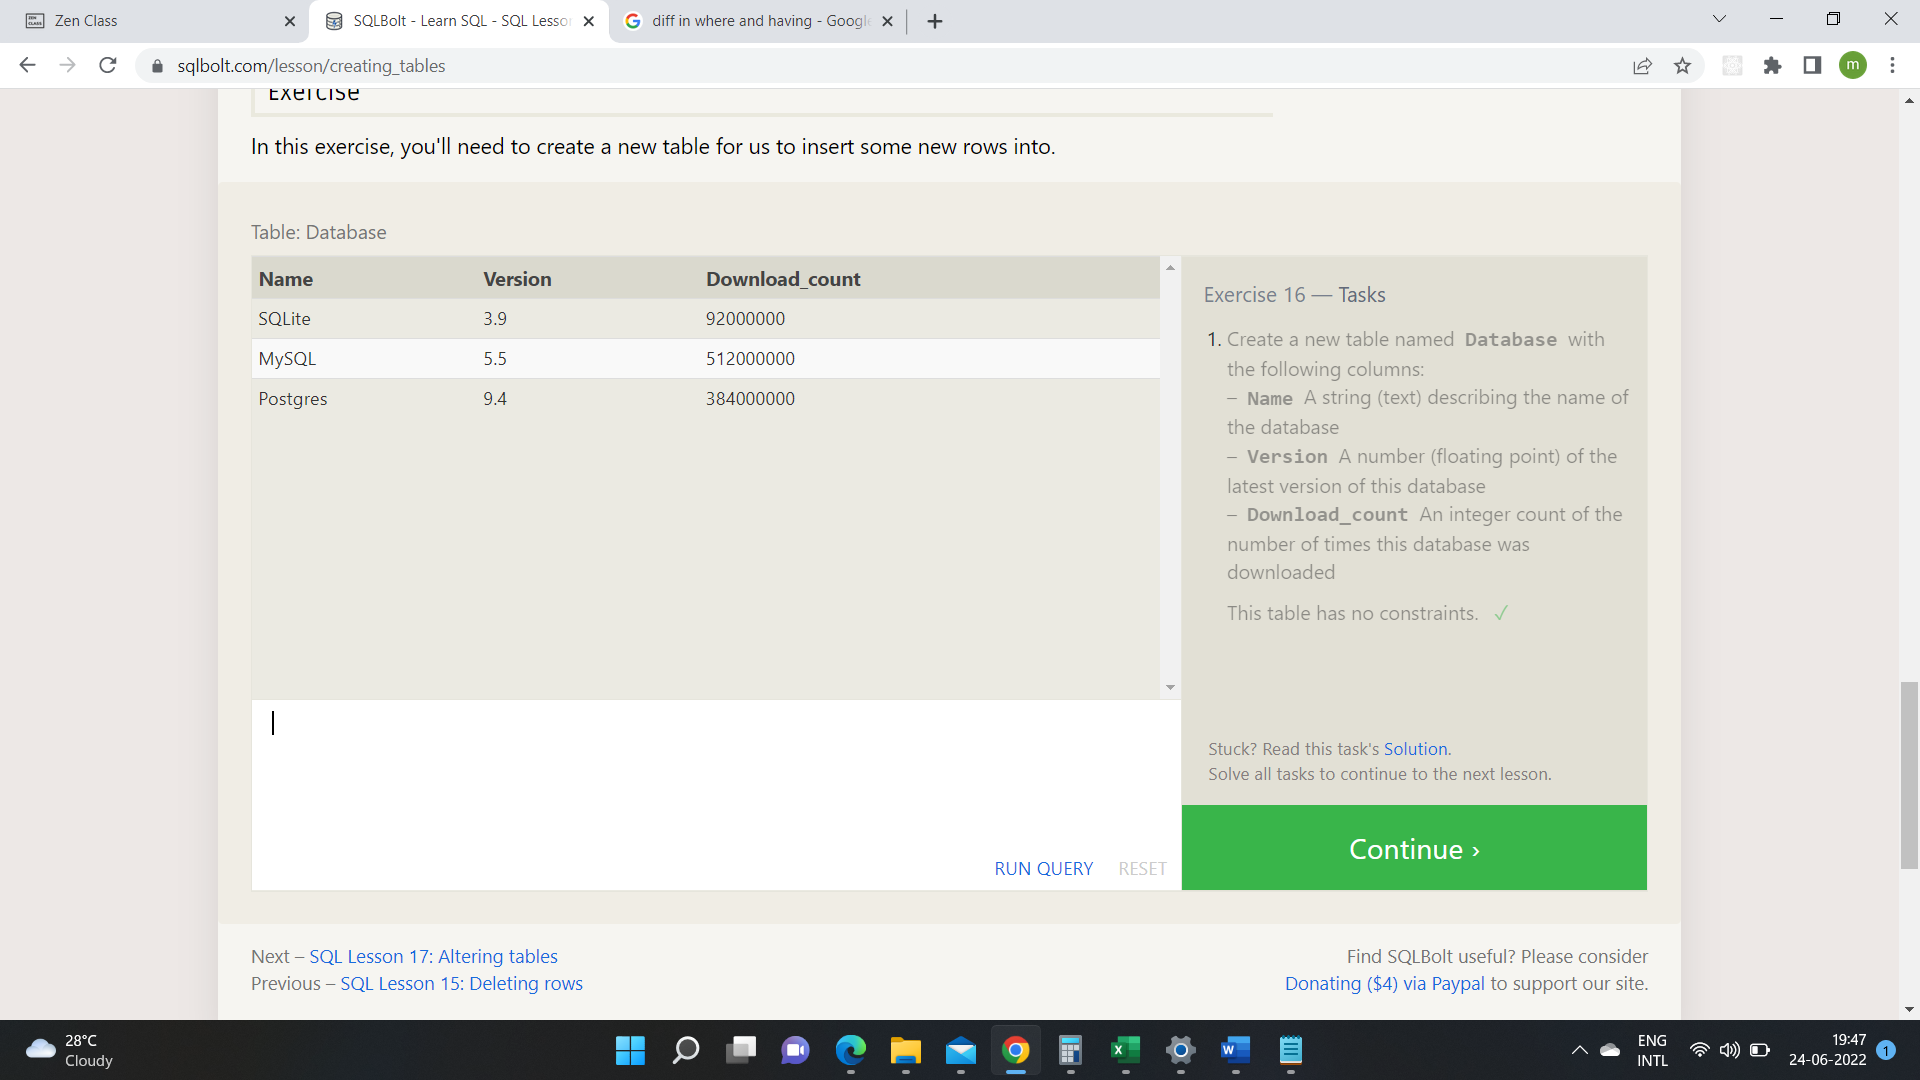 Zen Class
SQLBolt - Learn SQL - SQL Lesson
diff in where and having - Google
sqlbolt.com/lesson/creating_tables
m
Exercise
In this exercise, you'll need to create a new table for us to insert some new rows into.
Table: Database
Name Version Download_count
SQLite 3.9 92000000
MySQL 5.5 512000000
Postgres 9.4 384000000
RUN QUERY RESET
Exercise 16 — Tasks
1. Create a new table named Database with
the following columns:
– Name A string (text) describing the name of
the database
– Version A number (floating point) of the
latest version of this database
– Download_count An integer count of the
number of times this database was
downloaded
This table has no constraints. ✓
Stuck? Read this task's Solution.
Solve all tasks to continue to the next lesson.
Continue ›
Next – SQL Lesson 17: Altering tables
Previous – SQL Lesson 15: Deleting rows
Find SQLBolt useful? Please consider
Donating ($4) via Paypal to support our site.
28°C
Cloudy
ENG
INTL
19:47
24-06-2022
1